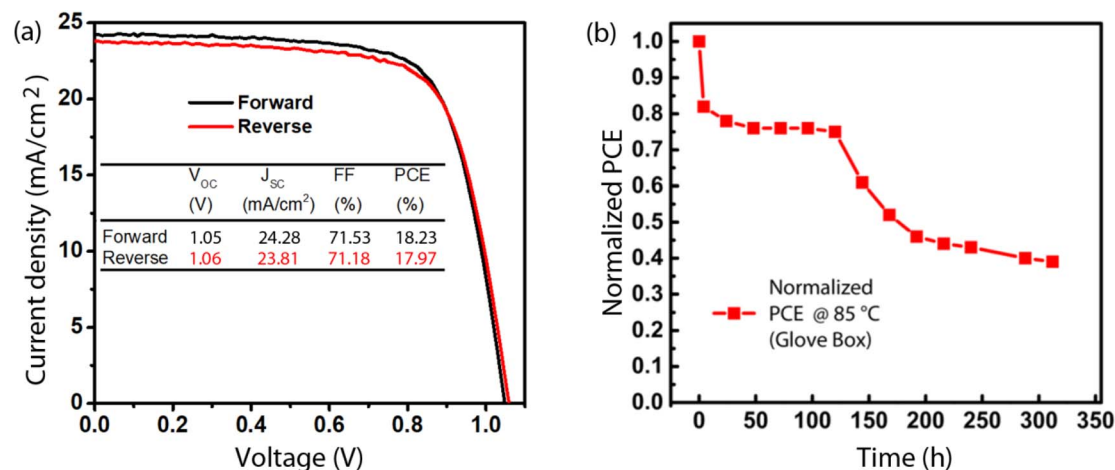 (a)
25
20
15
10
5
0
Current density (mA/cm²)
Forward
Reverse
V_OC J_SC FF PCE
(V) (mA/cm²) (%) (%)
Forward 1.05 24.28 71.53 18.23
Reverse 1.06 23.81 71.18 17.97
0.0 0.2 0.4 0.6 0.8 1.0
Voltage (V)
(b)
1.0
0.9
0.8
0.7
0.6
0.5
0.4
0.3
0.2
0.1
0.0
Normalized PCE
Normalized
PCE @ 85 °C
(Glove Box)
0 50 100 150 200 250 300 350
Time (h)